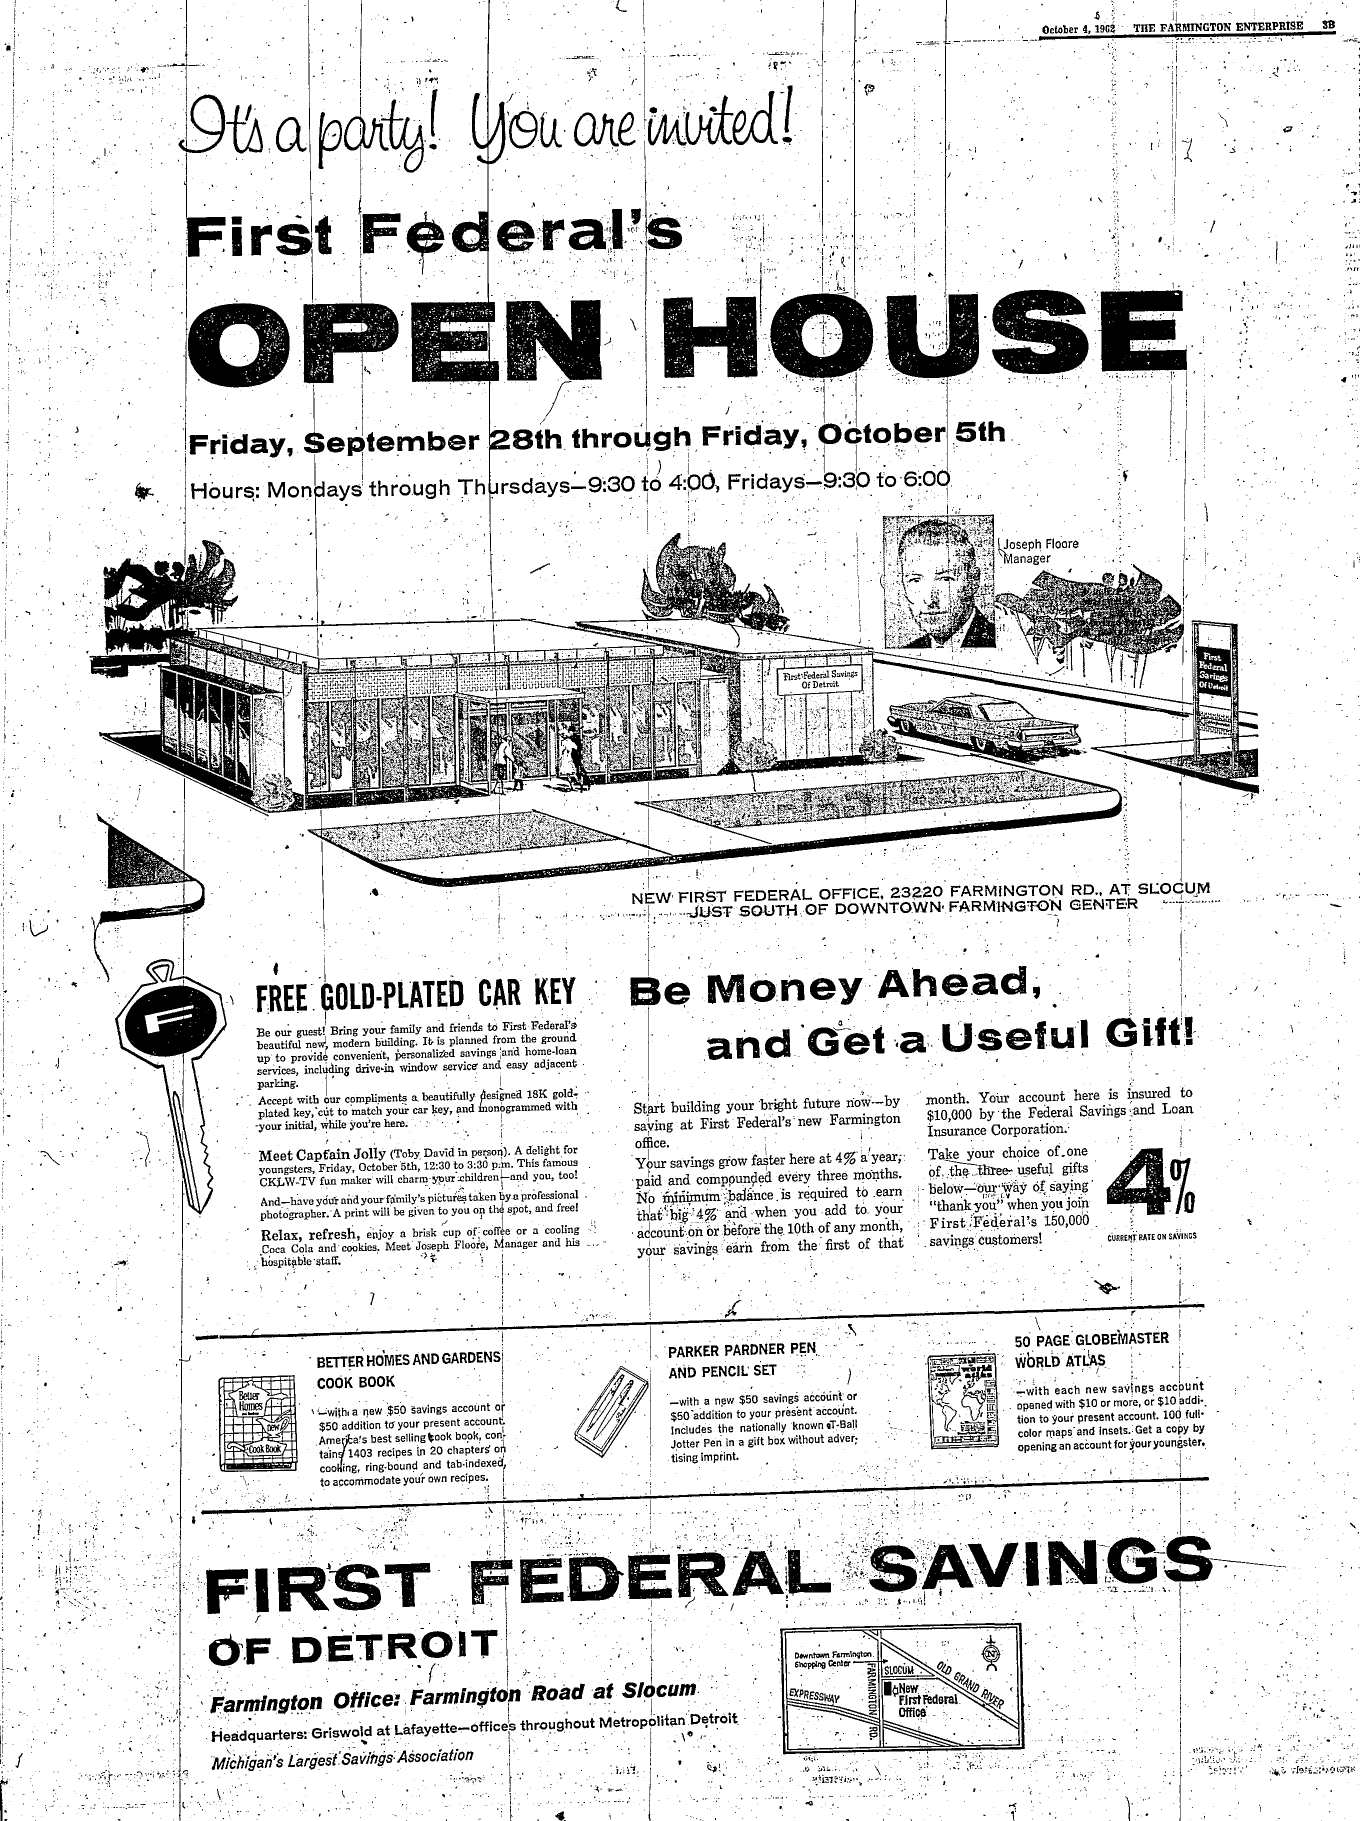 October 4, 1962 THE FARMINGTON ENTERPRISE 3B
It's a party! You are invited!
First Federal's
OPEN HOUSE
Friday, September 28th through Friday, October 5th
Hours: Mondays through Thursdays—9:30 to 4:00, Fridays—9:30 to 6:00
Joseph Floore
Manager
First Federal Savings
Of Detroit
First
Federal
Savings
Of Detroit
NEW FIRST FEDERAL OFFICE, 23220 FARMINGTON RD., AT SLOCUM
JUST SOUTH OF DOWNTOWN FARMINGTON CENTER
F
FREE GOLD-PLATED CAR KEY
Be our guest! Bring your family and friends to First Federal's
beautiful new, modern building. It is planned from the ground
up to provide convenient, personalized savings and home-loan
services, including drive-in window service and easy adjacent
parking.
Accept with our compliments a beautifully designed 18K gold-
plated key, cut to match your car key, and monogrammed with
your initial, while you're here.
Meet Captain Jolly (Toby David in person). A delight for
youngsters, Friday, October 5th, 12:30 to 3:30 p.m. This famous
CKLW-TV fun maker will charm your children—and you, too!
And—have your and your family's pictures taken by a professional
photographer. A print will be given to you on the spot, and free!
Relax, refresh, enjoy a brisk cup of coffee or a cooling
Coca Cola and cookies. Meet Joseph Floore, Manager and his
hospitable staff.
Be Money Ahead,
and Get a Useful Gift!
Start building your bright future now—by
saving at First Federal's new Farmington
office.
Your savings grow faster here at 4% a year,
paid and compounded every three months.
No minimum balance is required to earn
that big 4% and when you add to your
account on or before the 10th of any month,
your savings earn from the first of that
month. Your account here is insured to
$10,000 by the Federal Savings and Loan
Insurance Corporation.
Take your choice of one
of the three useful gifts
below—our way of saying
"thank you" when you join
First Federal's 150,000
savings customers!
4%
CURRENT RATE ON SAVINGS
BETTER HOMES AND GARDENS
COOK BOOK
—with a new $50 savings account or
$50 addition to your present account.
America's best selling cook book, con-
tains 1403 recipes in 20 chapters on
cooking, ring-bound and tab-indexed,
to accommodate your own recipes.
Better
Homes
new
Cook Book
PARKER PARDNER PEN
AND PENCIL SET
—with a new $50 savings account or
$50 addition to your present account.
Includes the nationally known T-Ball
Jotter Pen in a gift box without adver-
tising imprint.
world
atlas
50 PAGE GLOBEMASTER
WORLD ATLAS
—with each new savings account
opened with $10 or more, or $10 addi-
tion to your present account. 100 full-
color maps and insets. Get a copy by
opening an account for your youngster.
FIRST FEDERAL SAVINGS
OF DETROIT
Farmington Office: Farmington Road at Slocum
Headquarters: Griswold at Lafayette—offices throughout Metropolitan Detroit
Michigan's Largest Savings Association
Downtown Farmington
Shopping Center
FARMINGTON RD.
SLOCUM
OLD GRAND RIVER
EXPRESSWAY
New
First Federal
Office
N